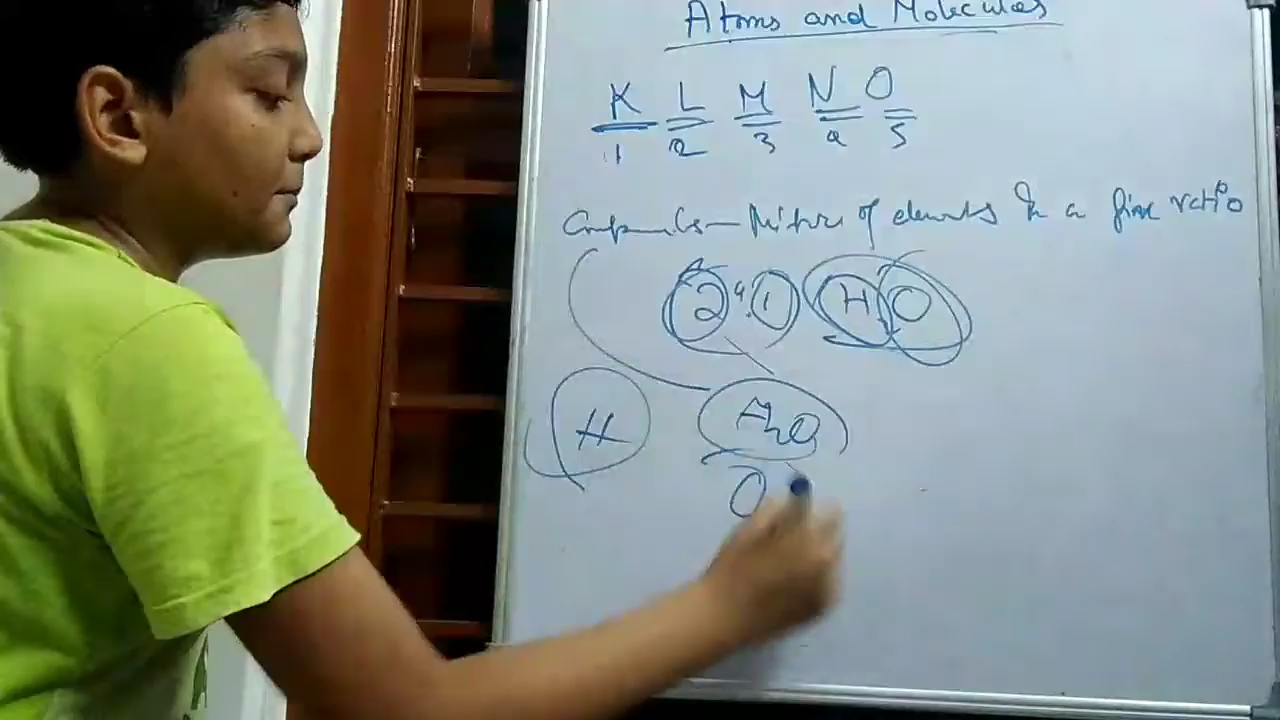 Atoms and Molecules
K L M N O
1 2 3 4 5
Compounds - Mixture of elements in a fixed ratio
2:1 H O
H H2O
O